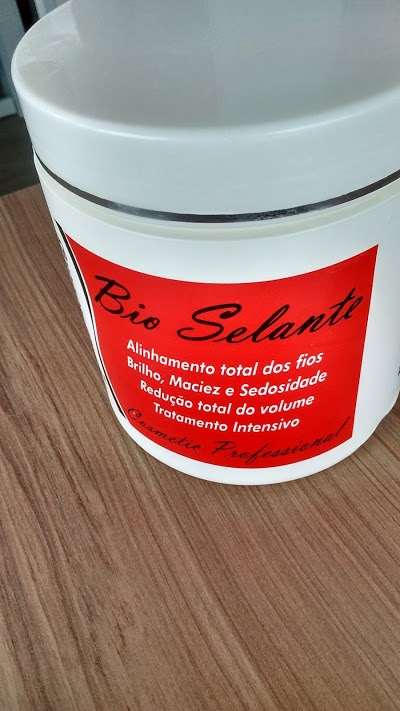 Bio Selante
Alinhamento total dos fios
Brilho, Maciez e Sedosidade
Redução total do volume
Tratamento Intensivo
Cosmetic Professional